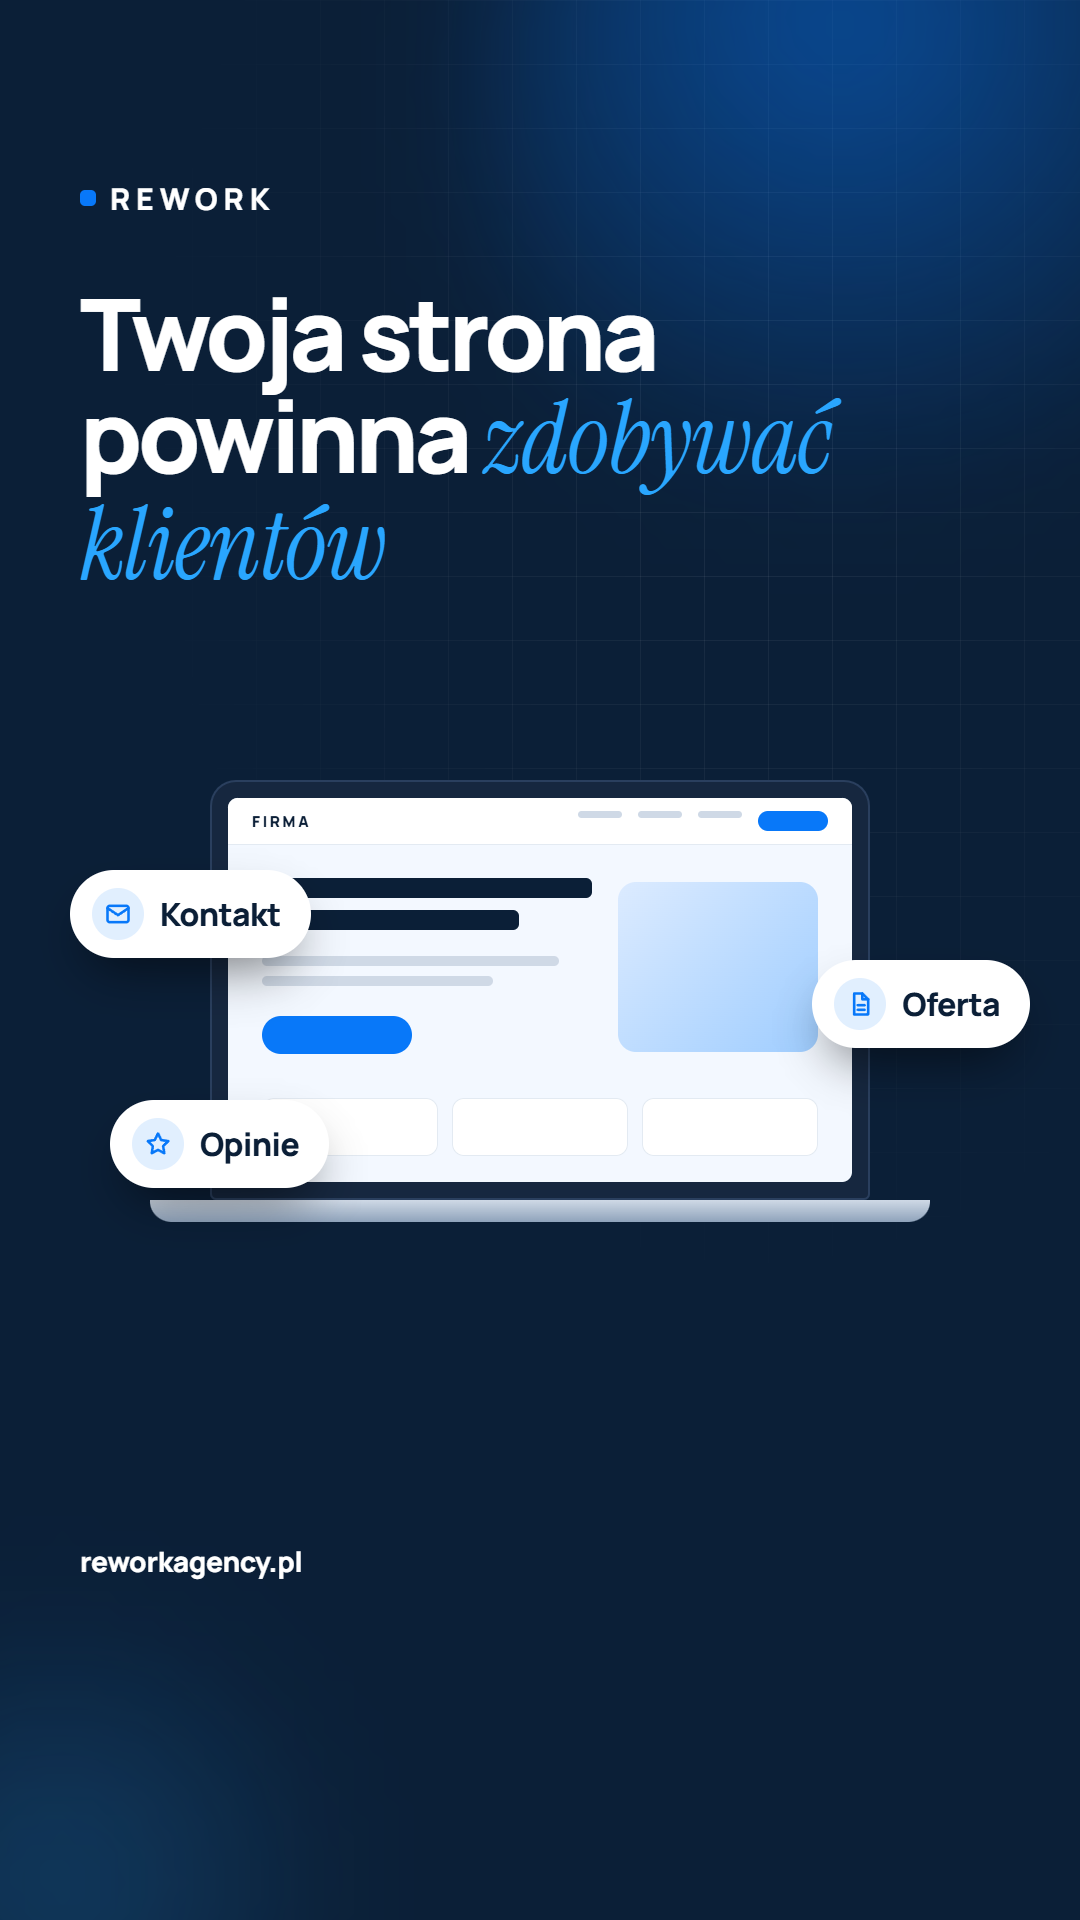 REWORK
Twoja strona
powinna zdobywać
klientów
FIRMA
Kontakt
Oferta
Opinie
reworkagency.pl